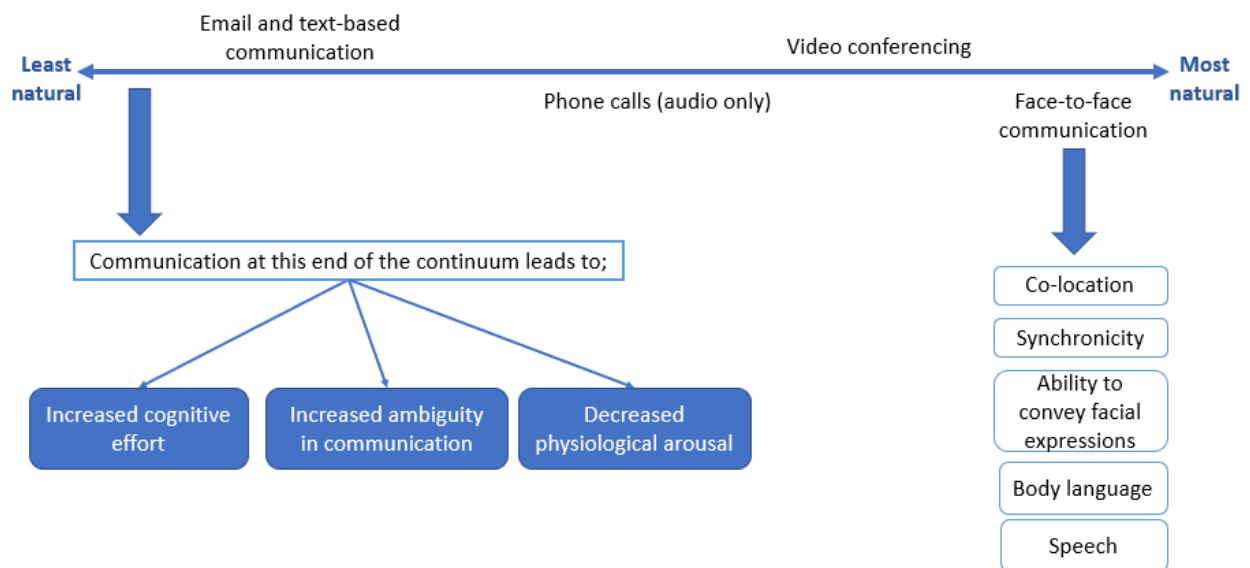 Email and text-based
communication
Video conferencing
Least
natural
Most
natural
Phone calls (audio only)
Face-to-face
communication
Communication at this end of the continuum leads to;
Co-location
Synchronicity
Ability to
convey facial
expressions
Increased cognitive
effort
Increased ambiguity
in communication
Decreased
physiological arousal
Body language
Speech